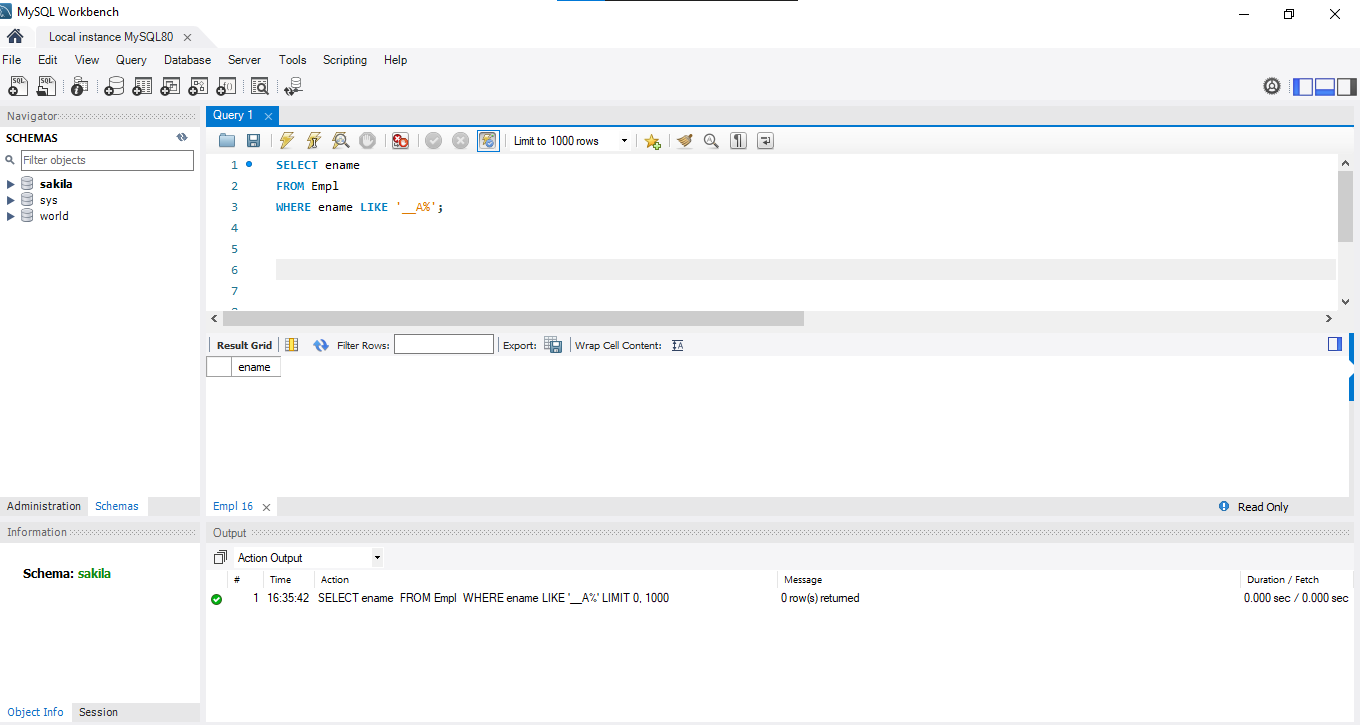 MySQL Workbench
Local instance MySQL80
File Edit View Query Database Server Tools Scripting Help
Navigator
SCHEMAS
Filter objects
sakila
sys
world
Administration Schemas
Information
Schema: sakila
Object Info Session
Query 1
Limit to 1000 rows
1 SELECT ename
2 FROM Empl
3 WHERE ename LIKE '__A%';
4
5
6
7
Result Grid Filter Rows: Export: Wrap Cell Content:
ename
Empl 16 Read Only
Output
Action Output
# Time Action Message Duration / Fetch
1 16:35:42 SELECT ename FROM Empl WHERE ename LIKE '__A%' LIMIT 0, 1000 0 row(s) returned 0.000 sec / 0.000 sec